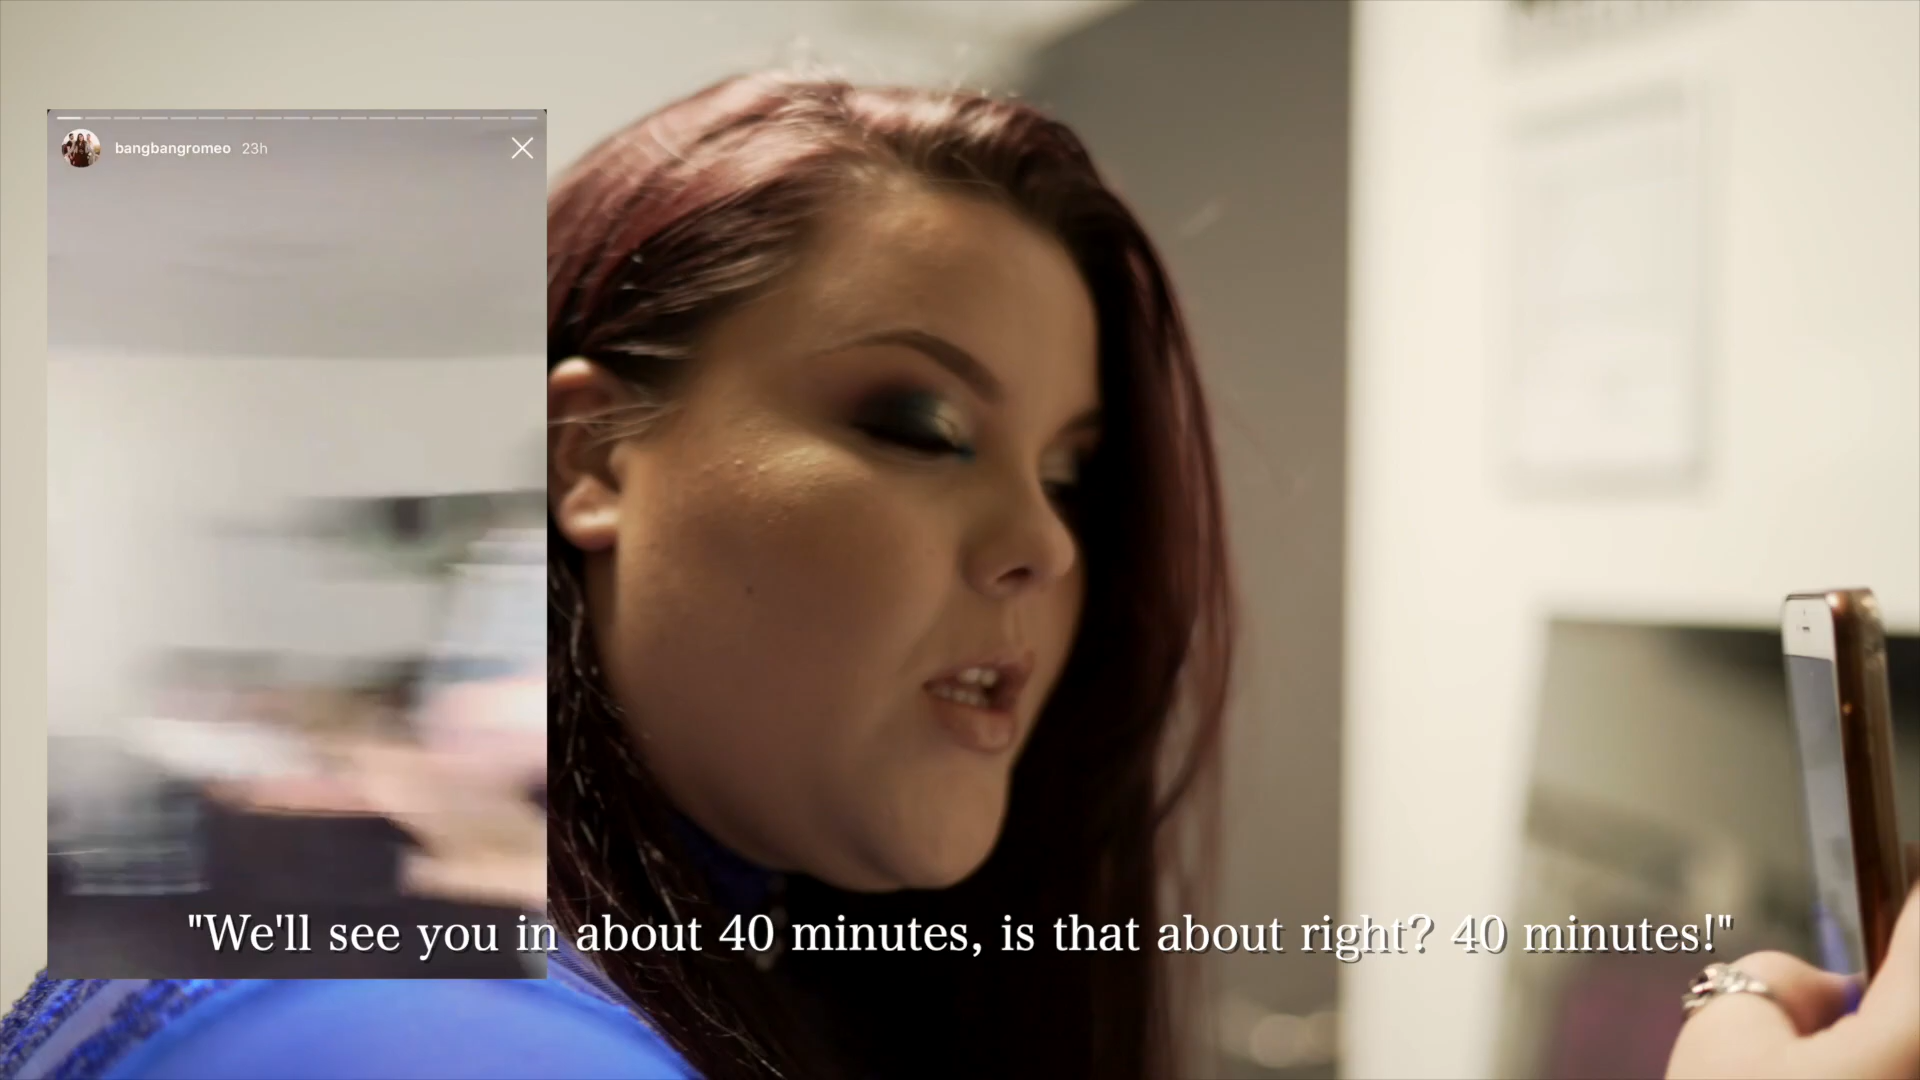 bangbangromeo 23h
"We'll see you in about 40 minutes, is that about right? 40 minutes!"